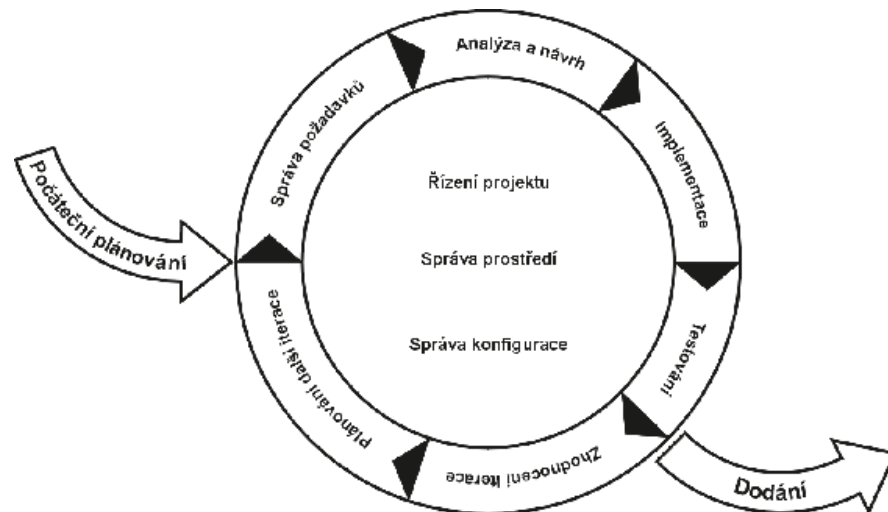 Počáteční plánování
Správa požadavků
Analýza a návrh
Implementace
Testování
Zhodnocení iterace
Plánování další iterace
Řízení projektu
Správa prostředí
Správa konfigurace
Dodání